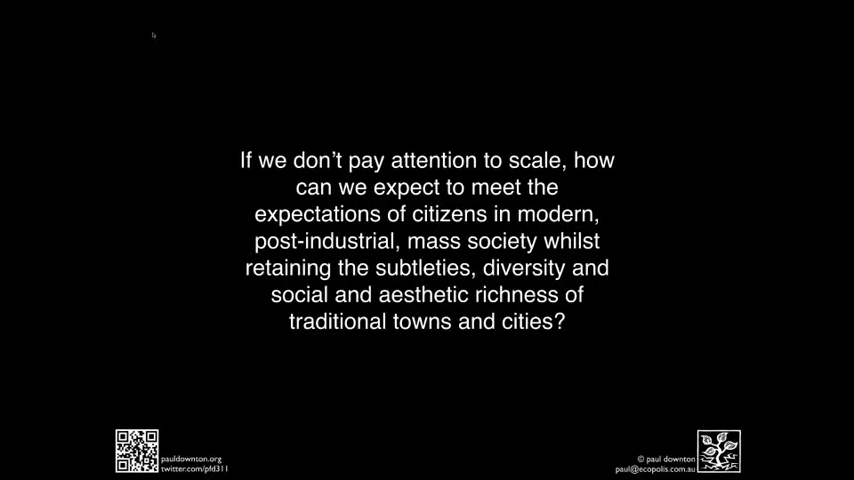 If we don't pay attention to scale, how
can we expect to meet the
expectations of citizens in modern,
post-industrial, mass society whilst
retaining the subtleties, diversity and
social and aesthetic richness of
traditional towns and cities?
pauldownton.org
twitter.com/pfd311
© paul downton
paul@ecopolis.com.au